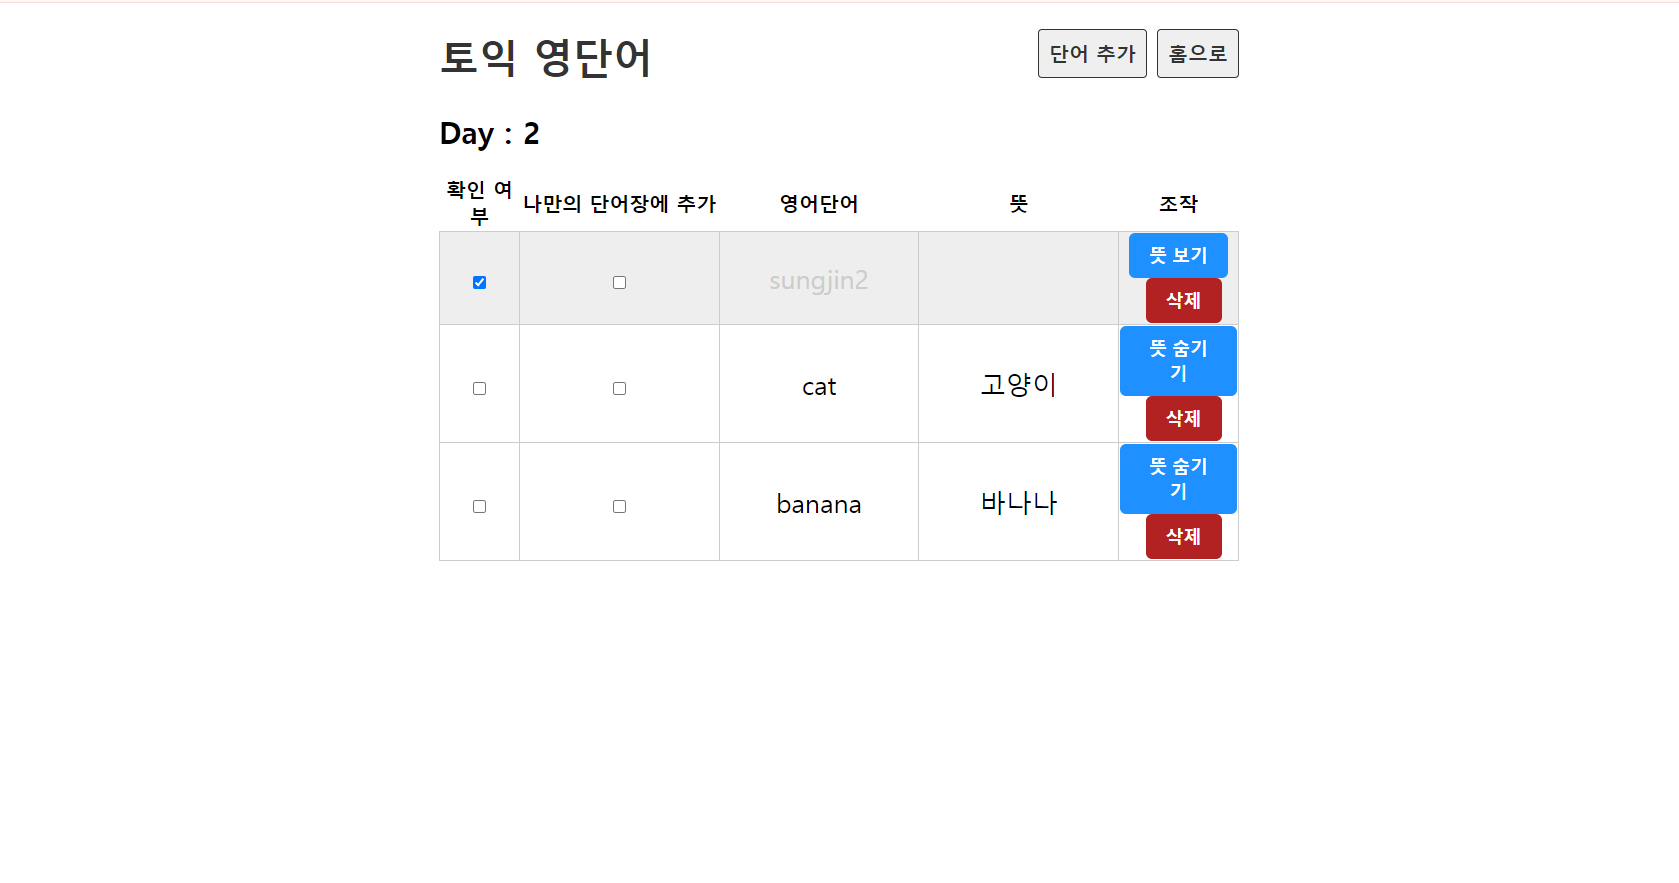 토익 영단어
단어 추가
홈으로
Day : 2
확인 여
부
나만의 단어장에 추가
영어단어
뜻
조작
sungjin2
뜻 보기
삭제
cat
고양이
뜻 숨기
기
삭제
banana
바나나
뜻 숨기
기
삭제